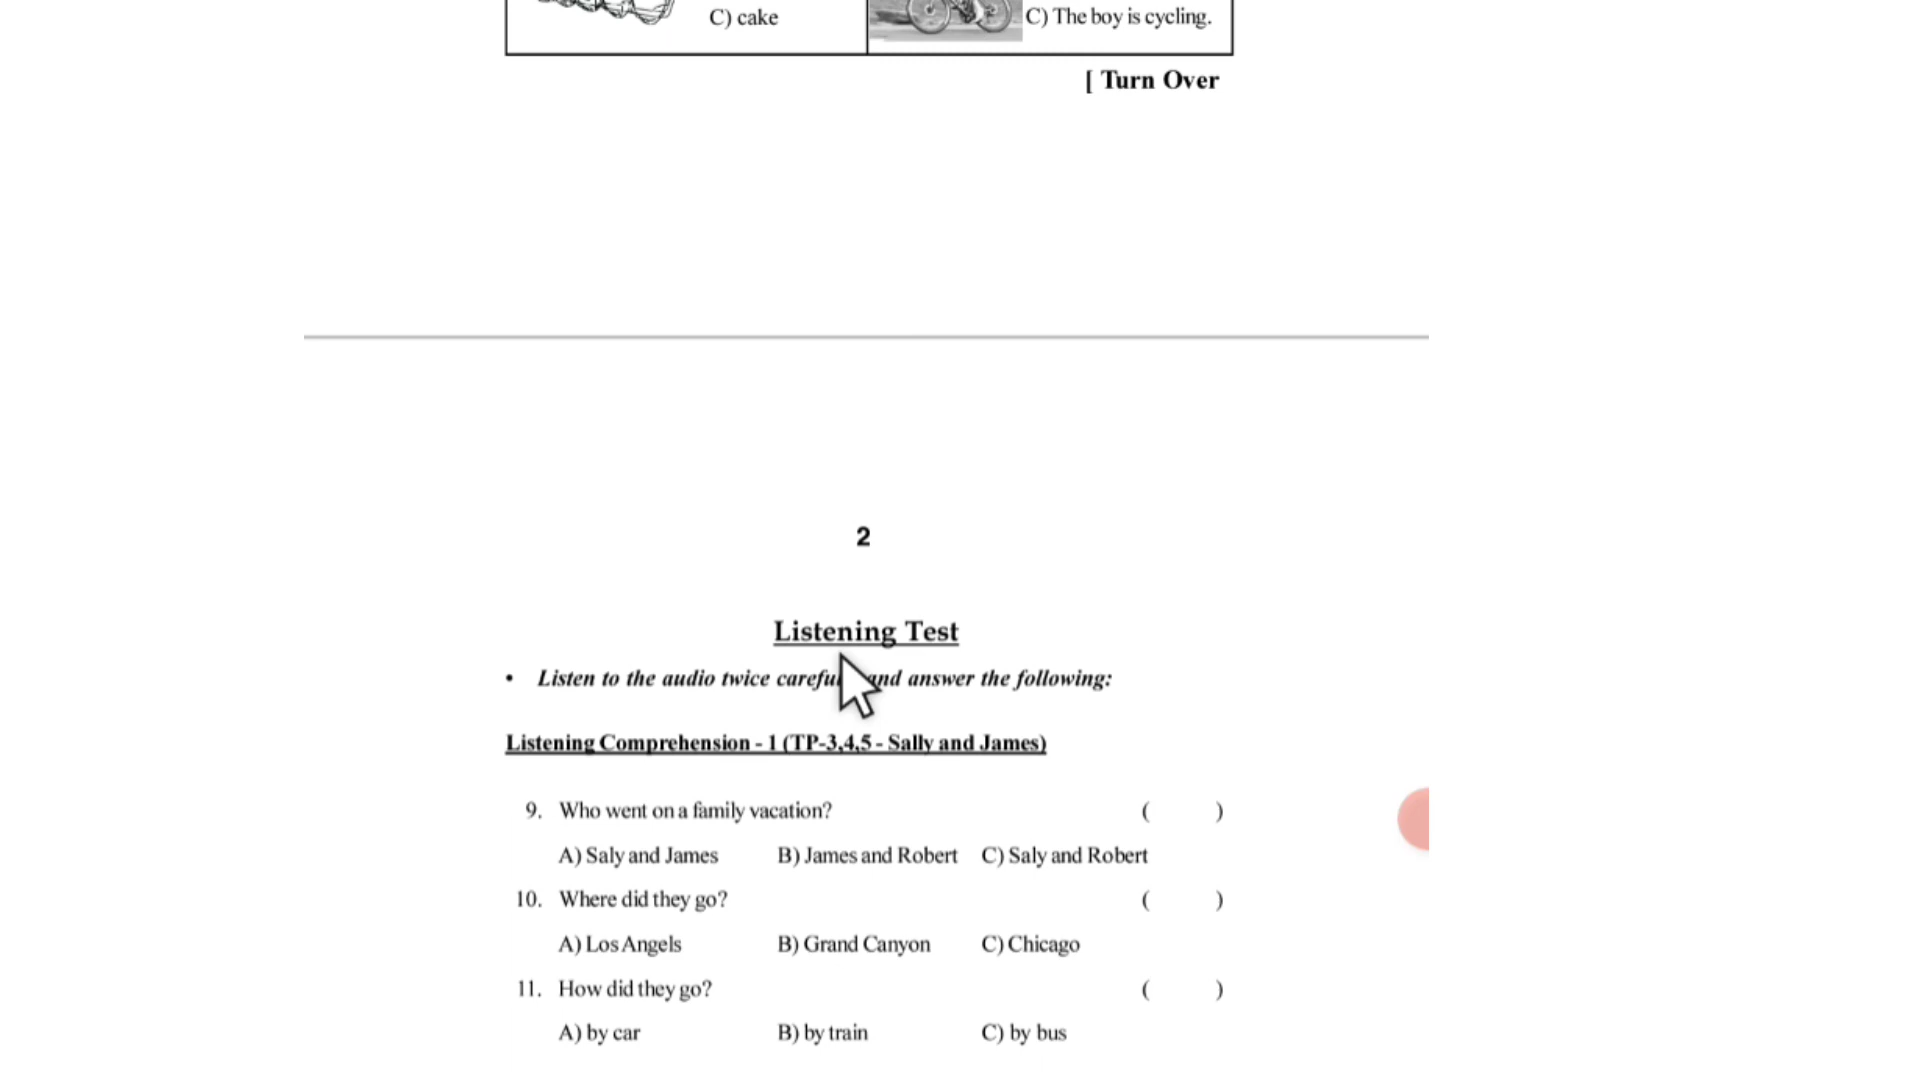 C) cake
C) The boy is cycling.
[ Turn Over
2
Listening Test
• Listen to the audio twice and answer the following:
Listening Comprehension - 1 (TP-3,4,5 - Sally and James)
9. Who went on a family vacation? ( )
A) Saly and James B) James and Robert C) Saly and Robert
10. Where did they go? ( )
A) Los Angels B) Grand Canyon C) Chicago
11. How did they go? ( )
A) by car B) by train C) by bus